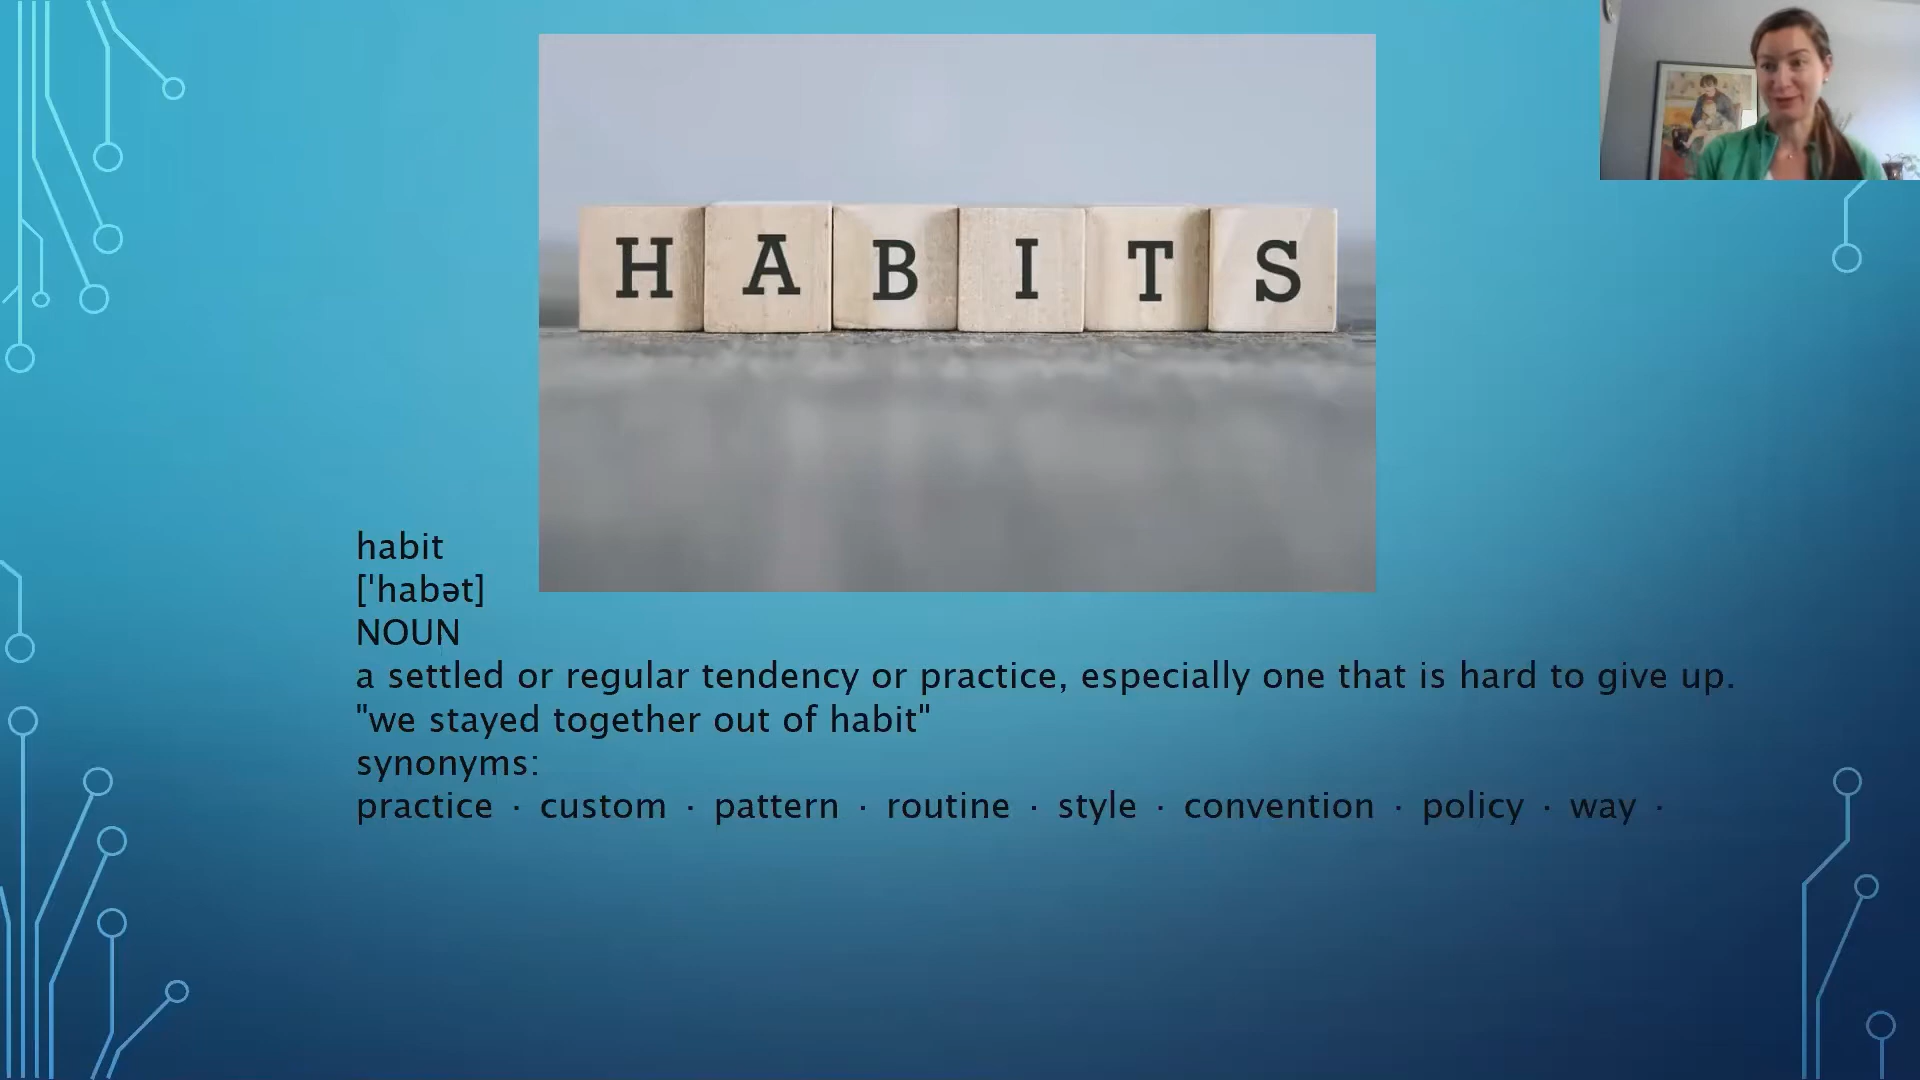 HABITS
habit
[ˈhabət]
NOUN
a settled or regular tendency or practice, especially one that is hard to give up.
"we stayed together out of habit"
synonyms:
practice · custom · pattern · routine · style · convention · policy · way ·